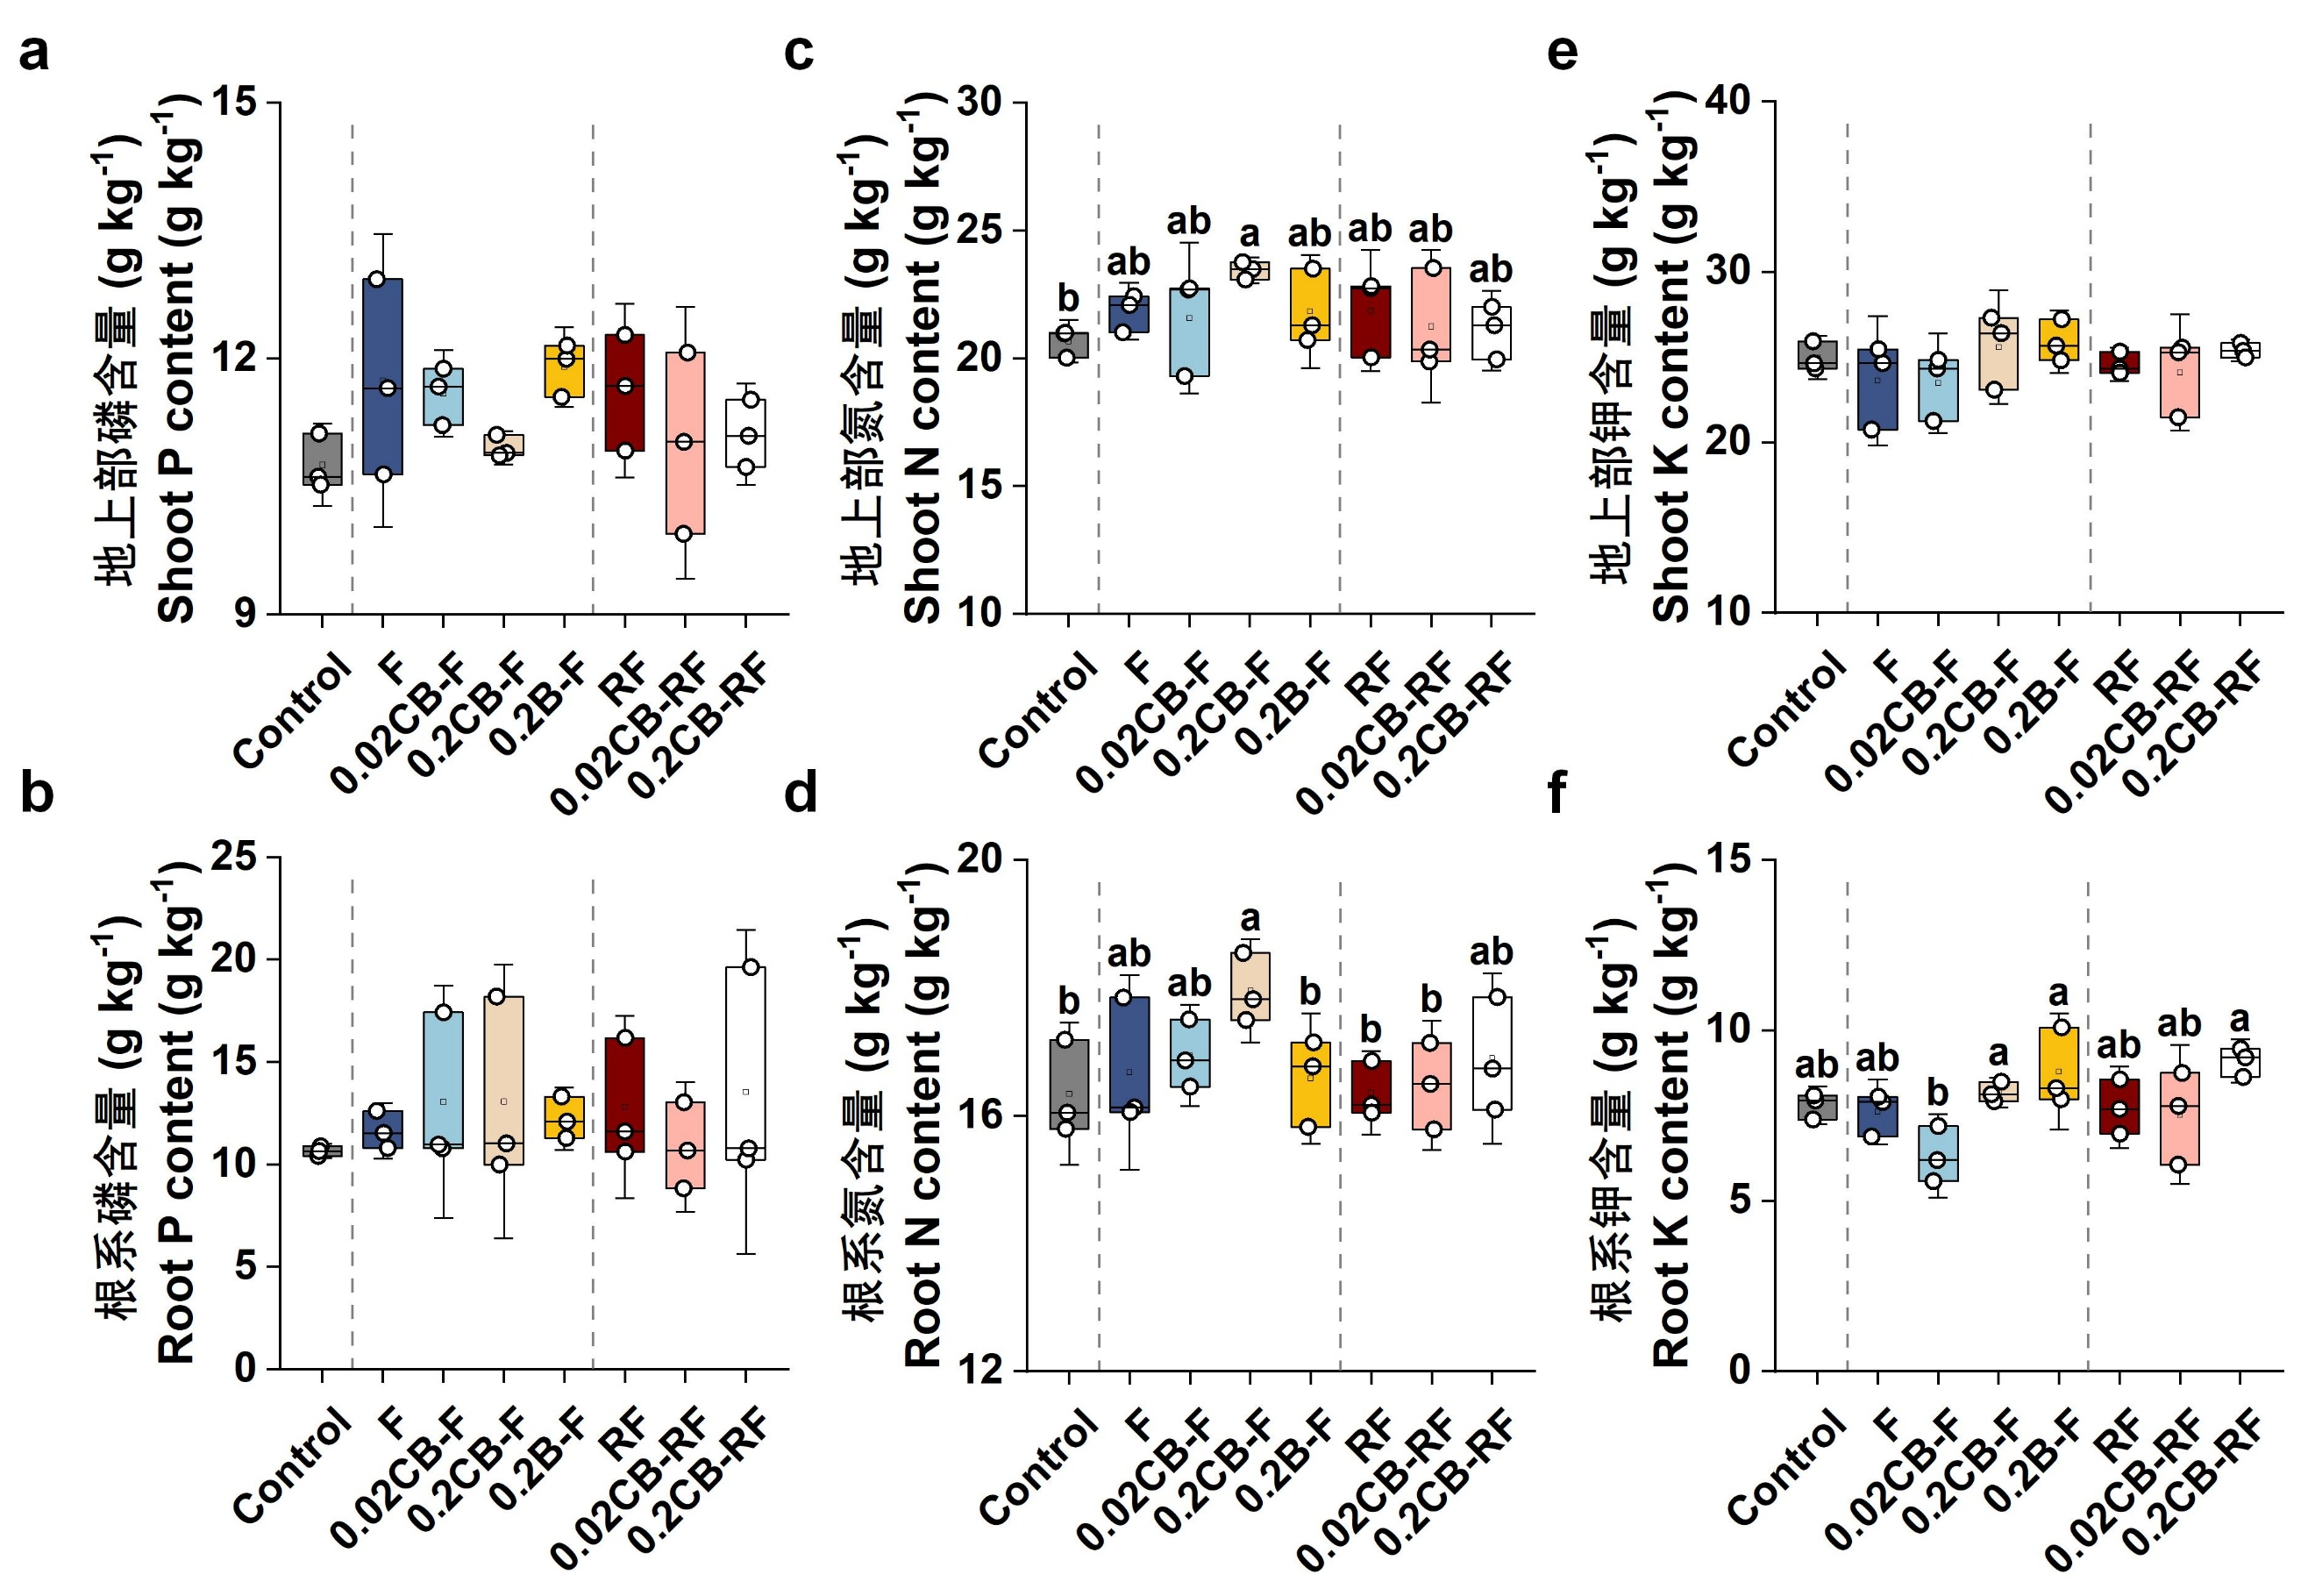 a
地上部磷含量 (g kg⁻¹)
Shoot P content (g kg⁻¹)
15
12
9
Control
F
0.02CB-F
0.2CB-F
0.2B-F
RF
0.02CB-RF
0.2CB-RF
c
地上部氮含量 (g kg⁻¹)
Shoot N content (g kg⁻¹)
30
25
20
15
10
b
ab
ab
a
ab
ab
ab
ab
Control
F
0.02CB-F
0.2CB-F
0.2B-F
RF
0.02CB-RF
0.2CB-RF
e
地上部钾含量 (g kg⁻¹)
Shoot K content (g kg⁻¹)
40
30
20
10
Control
F
0.02CB-F
0.2CB-F
0.2B-F
RF
0.02CB-RF
0.2CB-RF
b
根系磷含量 (g kg⁻¹)
Root P content (g kg⁻¹)
25
20
15
10
5
0
Control
F
0.02CB-F
0.2CB-F
0.2B-F
RF
0.02CB-RF
0.2CB-RF
d
根系氮含量 (g kg⁻¹)
Root N content (g kg⁻¹)
20
16
12
b
ab
ab
a
b
b
b
ab
Control
F
0.02CB-F
0.2CB-F
0.2B-F
RF
0.02CB-RF
0.2CB-RF
f
根系钾含量 (g kg⁻¹)
Root K content (g kg⁻¹)
15
10
5
0
ab
ab
b
a
a
ab
ab
a
Control
F
0.02CB-F
0.2CB-F
0.2B-F
RF
0.02CB-RF
0.2CB-RF